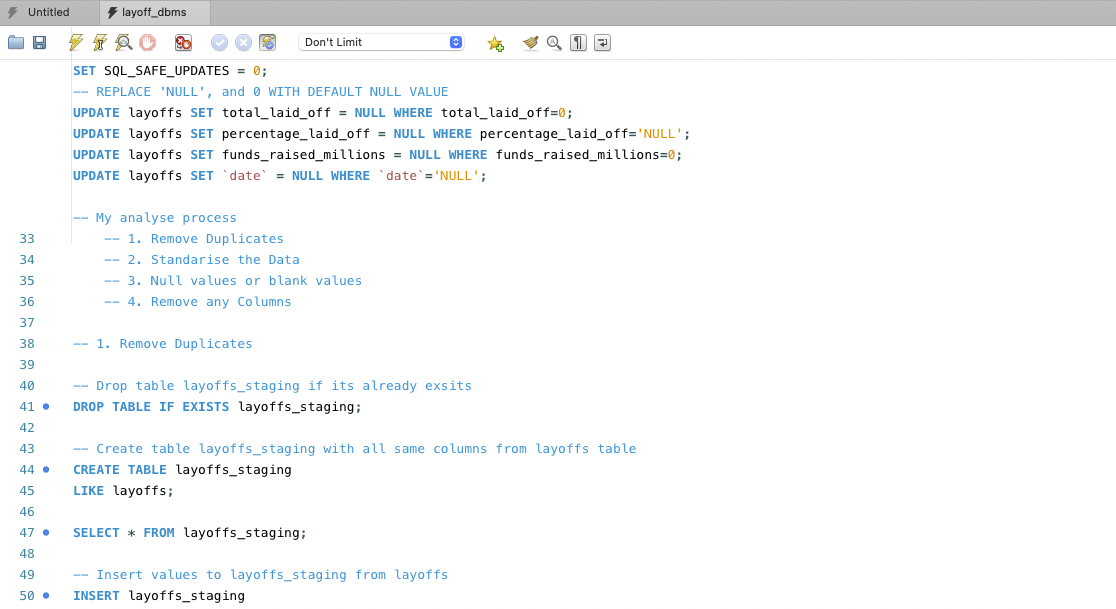 Untitled
layoff_dbms
Don't Limit
SET SQL_SAFE_UPDATES = 0;
-- REPLACE 'NULL', and 0 WITH DEFAULT NULL VALUE
UPDATE layoffs SET total_laid_off = NULL WHERE total_laid_off=0;
UPDATE layoffs SET percentage_laid_off = NULL WHERE percentage_laid_off='NULL';
UPDATE layoffs SET funds_raised_millions = NULL WHERE funds_raised_millions=0;
UPDATE layoffs SET `date` = NULL WHERE `date`='NULL';
-- My analyse process
33 -- 1. Remove Duplicates
34 -- 2. Standarise the Data
35 -- 3. Null values or blank values
36 -- 4. Remove any Columns
37
38 -- 1. Remove Duplicates
39
40 -- Drop table layoffs_staging if its already exsits
41 DROP TABLE IF EXISTS layoffs_staging;
42
43 -- Create table layoffs_staging with all same columns from layoffs table
44 CREATE TABLE layoffs_staging
45 LIKE layoffs;
46
47 SELECT * FROM layoffs_staging;
48
49 -- Insert values to layoffs_staging from layoffs
50 INSERT layoffs_staging